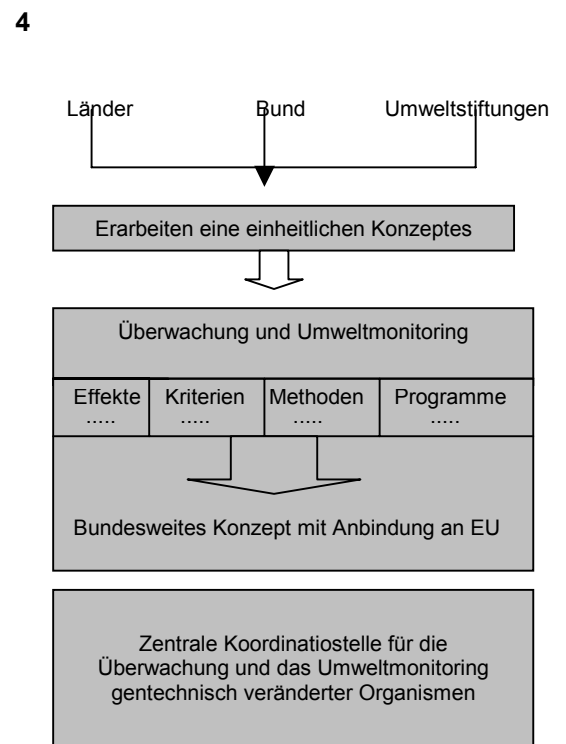 4
Länder Bund Umweltstiftungen
Erarbeiten eine einheitlichen Konzeptes
Überwachung und Umweltmonitoring
Effekte Kriterien Methoden Programme
..... ..... ..... .....
Bundesweites Konzept mit Anbindung an EU
Zentrale Koordinatiostelle für die
Überwachung und das Umweltmonitoring
gentechnisch veränderter Organismen